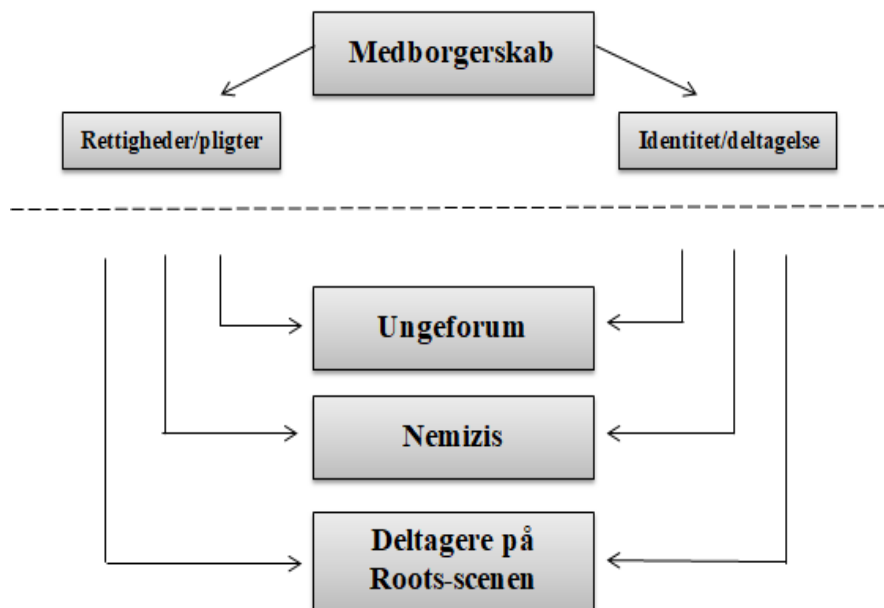 Medborgerskab
Rettigheder/pligter
Identitet/deltagelse
Ungeforum
Nemizis
Deltagere på
Roots-scenen